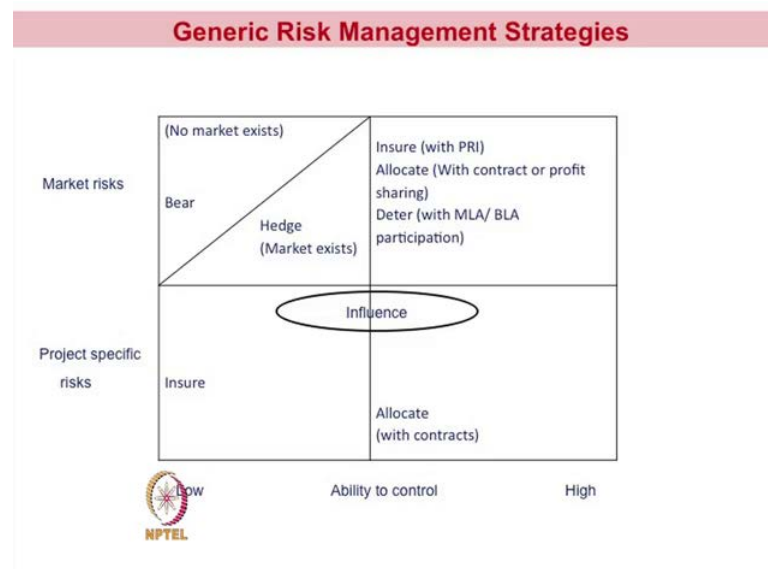 Generic Risk Management Strategies
(No market exists)
Market risks
Bear
Hedge
(Market exists)
Insure (with PRI)
Allocate (With contract or profit
sharing)
Deter (with MLA/ BLA
participation)
Influence
Project specific
risks
Insure
Allocate
(with contracts)
Low
Ability to control
High
NPTEL